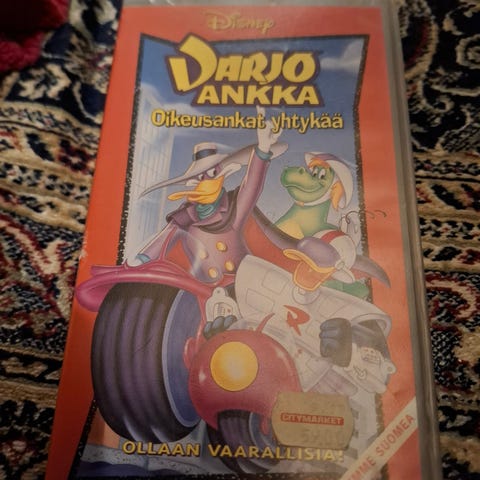 Disney
DARJO
ANKKA
Oikeusankat yhtykää
R
CITYMARKET
OLLAAN VAARALLISIA!
SUOMEA